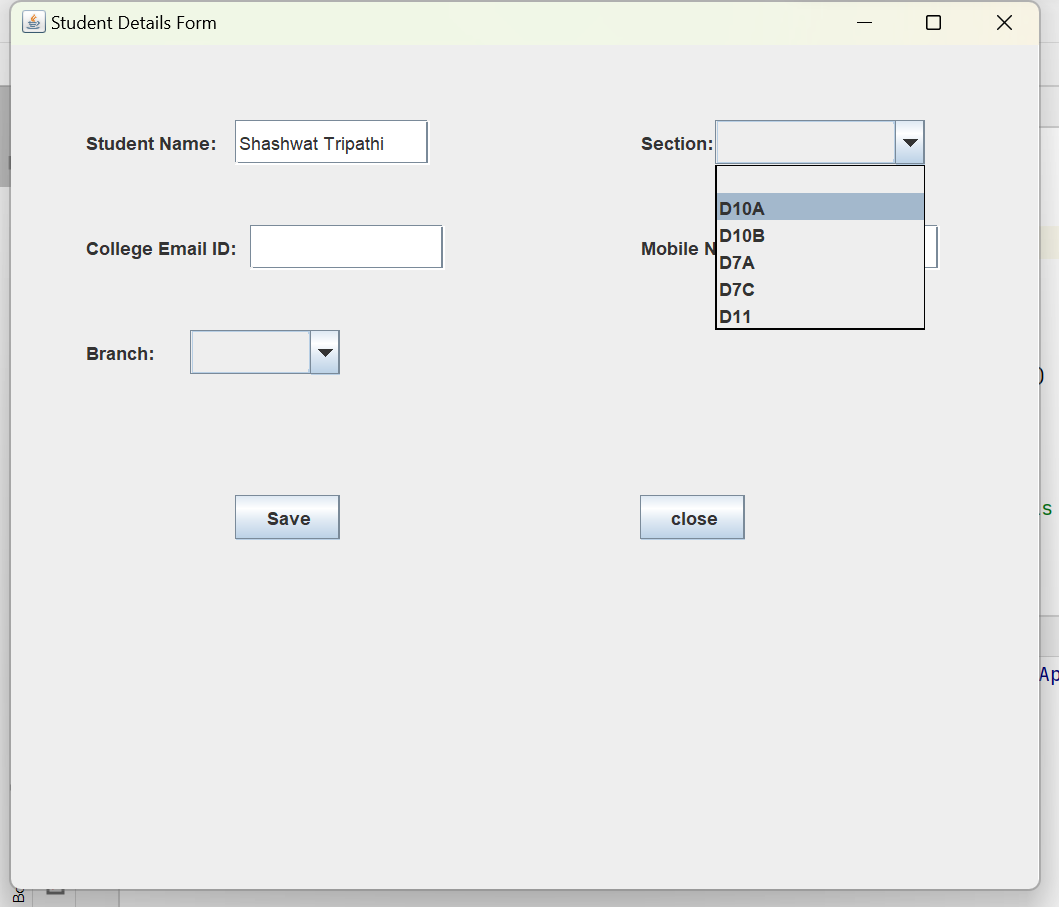 Student Details Form
Student Name: Shashwat Tripathi Section:
D10A
D10B
D7A
D7C
D11
College Email ID: Mobile N
Branch:
)
s
Ap
Save close